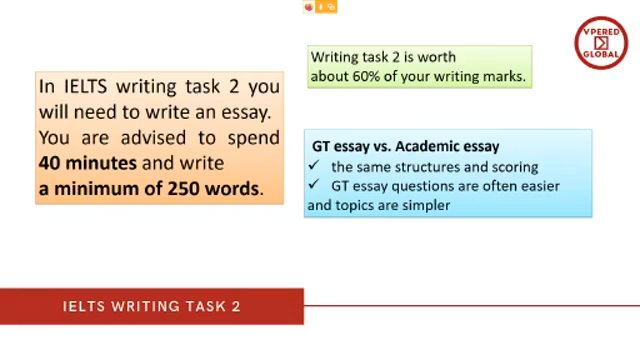 VPERED
GLOBAL
Writing task 2 is worth
about 60% of your writing marks.
In IELTS writing task 2 you
will need to write an essay.
You are advised to spend
40 minutes and write
a minimum of 250 words.
GT essay vs. Academic essay
✓ the same structures and scoring
✓ GT essay questions are often easier
and topics are simpler
IELTS WRITING TASK 2